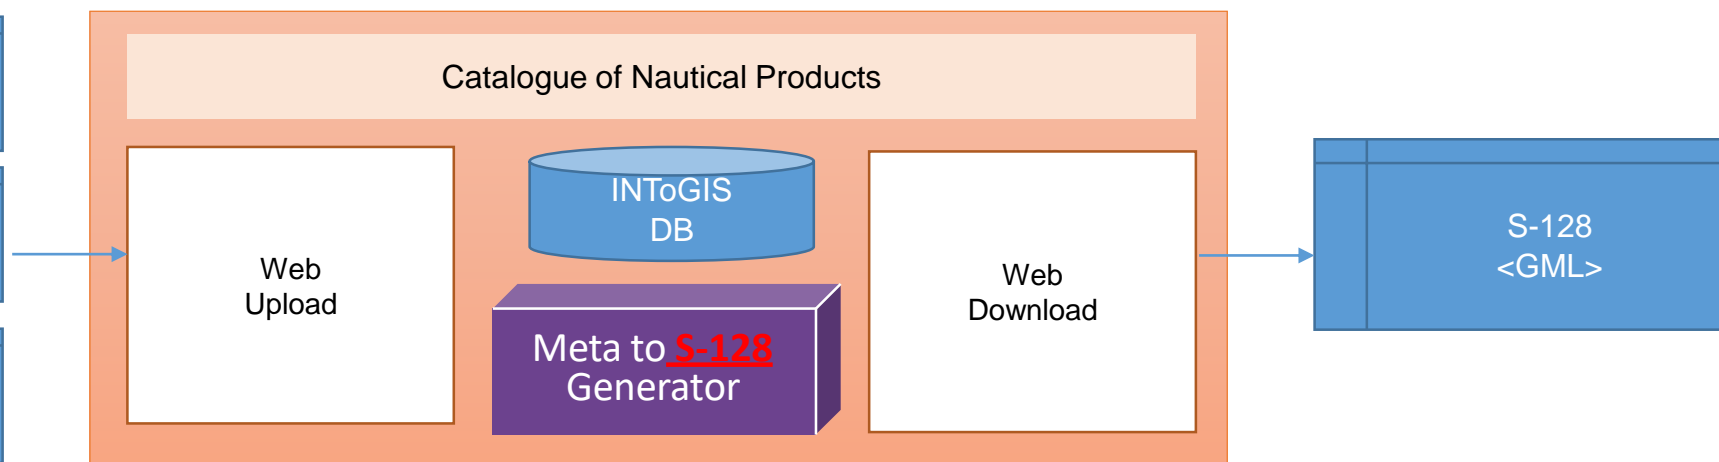 Catalogue of Nautical Products
Web
Upload
INToGIS
DB
Meta to S-128
Generator
Web
Download
S-128
<GML>